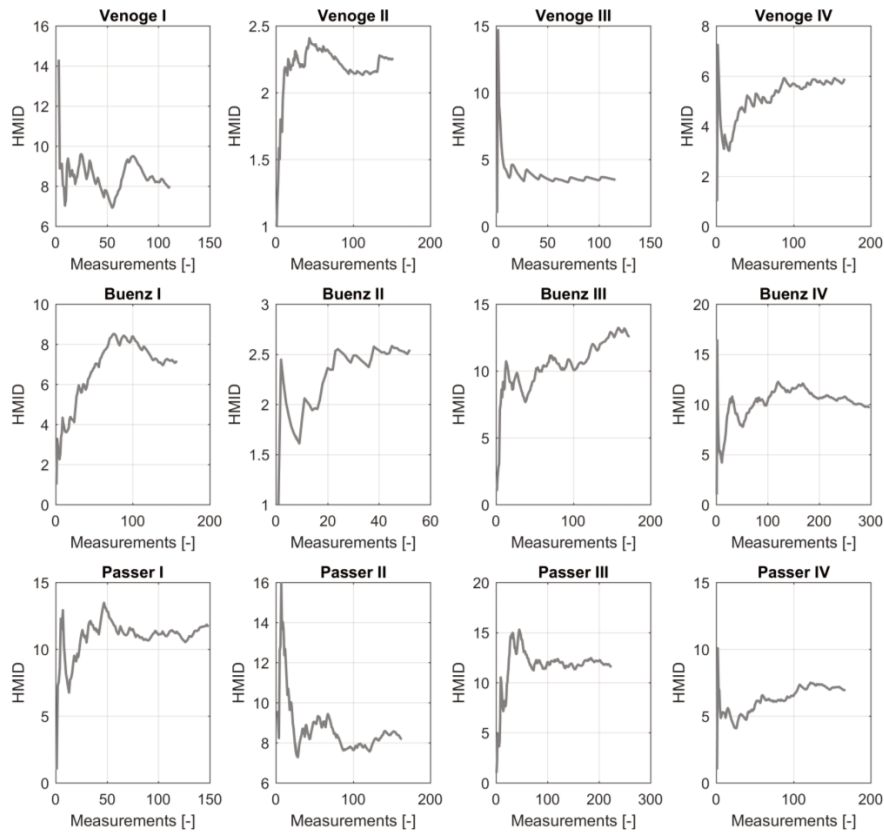 Venoge I
Venoge II
Venoge III
Venoge IV
16
14
12
10
8
6
HMID
0
50
100
150
Measurements [-]
2.5
2
1.5
1
HMID
0
100
200
Measurements [-]
15
10
5
0
HMID
0
50
100
150
Measurements [-]
8
6
4
2
0
HMID
0
100
200
Measurements [-]
Buenz I
Buenz II
Buenz III
Buenz IV
10
8
6
4
2
0
HMID
0
100
200
Measurements [-]
3
2.5
2
1.5
1
HMID
0
20
40
60
Measurements [-]
15
10
5
0
HMID
0
100
200
Measurements [-]
20
15
10
5
0
HMID
0
100
200
300
Measurements [-]
Passer I
Passer II
Passer III
Passer IV
15
10
5
0
HMID
0
50
100
150
Measurements [-]
16
14
12
10
8
6
HMID
0
100
200
Measurements [-]
20
15
10
5
0
HMID
0
100
200
300
Measurements [-]
15
10
5
0
HMID
0
100
200
Measurements [-]